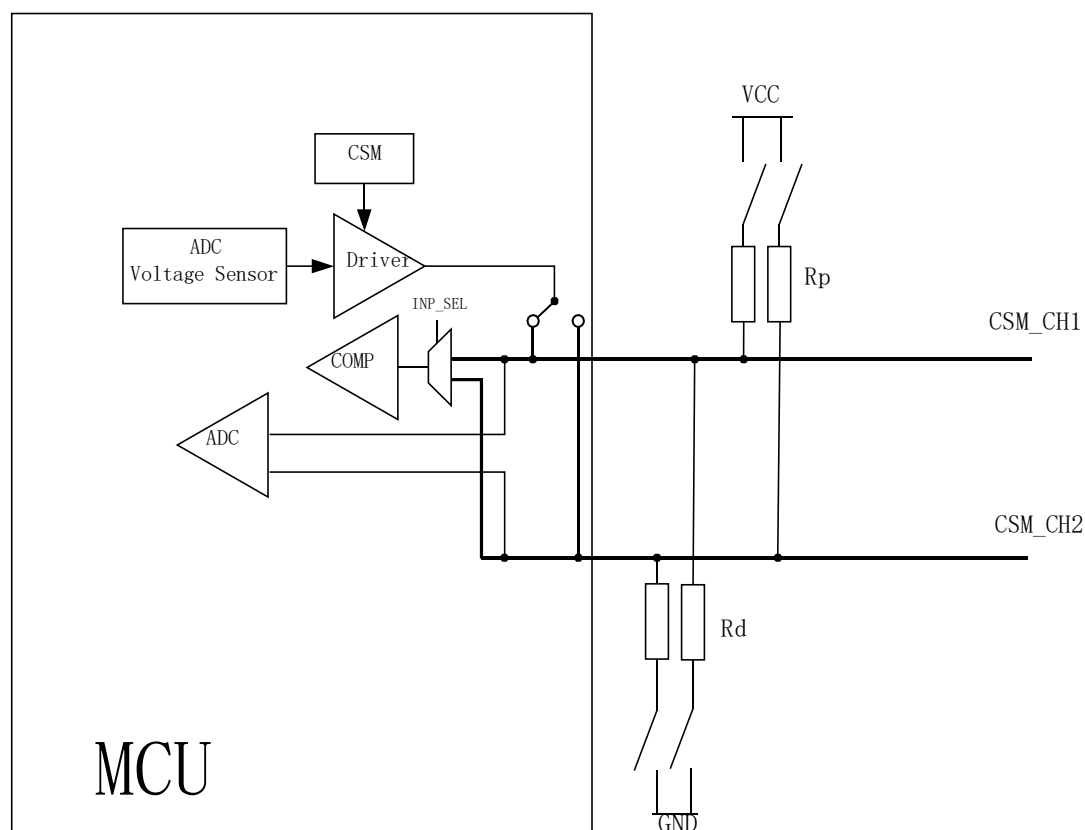 VCC
CSM
ADC
Voltage Sensor
Driver
INP_SEL
Rp
CSM_CH1
COMP
ADC
CSM_CH2
Rd
MCU
GND